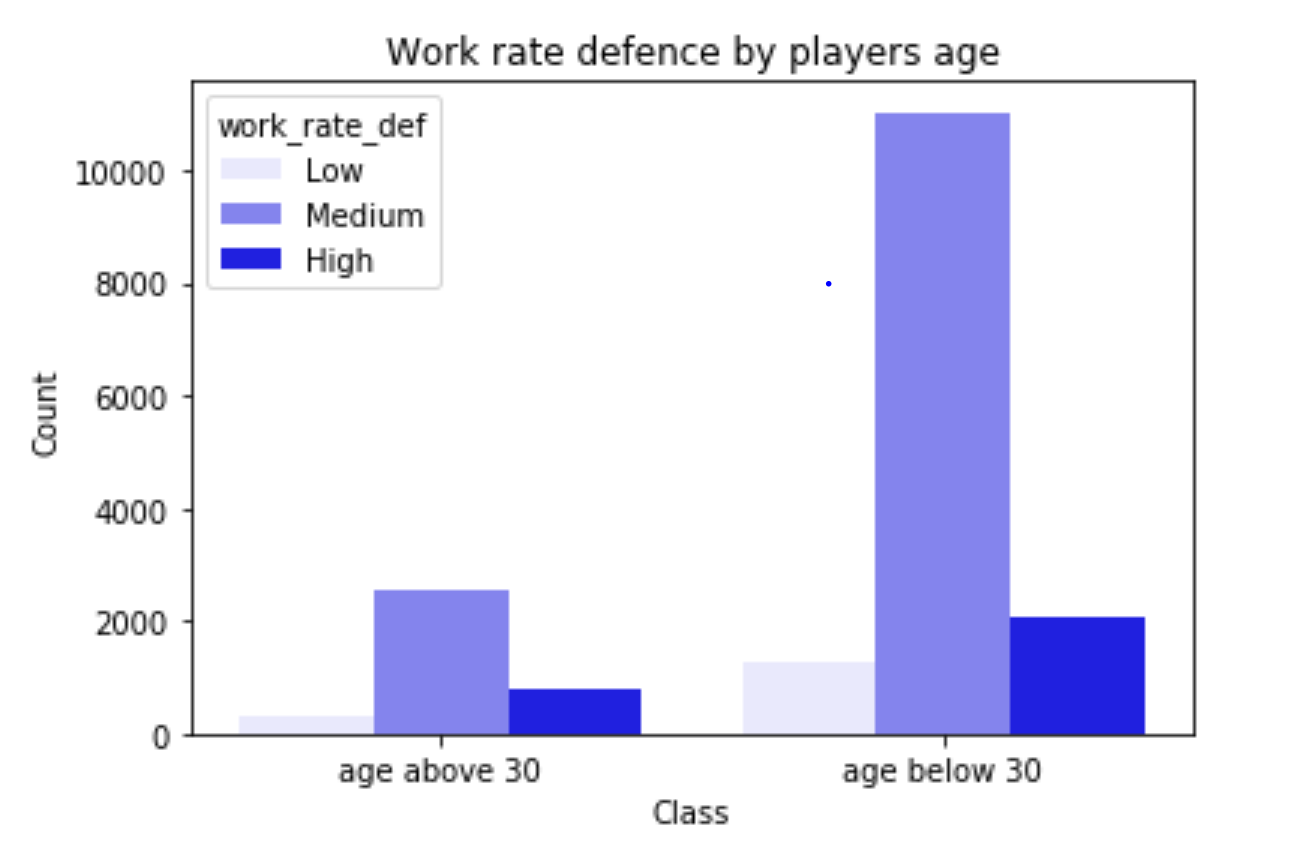 Work rate defence by players age
work_rate_def
Low
Medium
High
10000
8000
6000
4000
2000
0
Count
age above 30
age below 30
Class